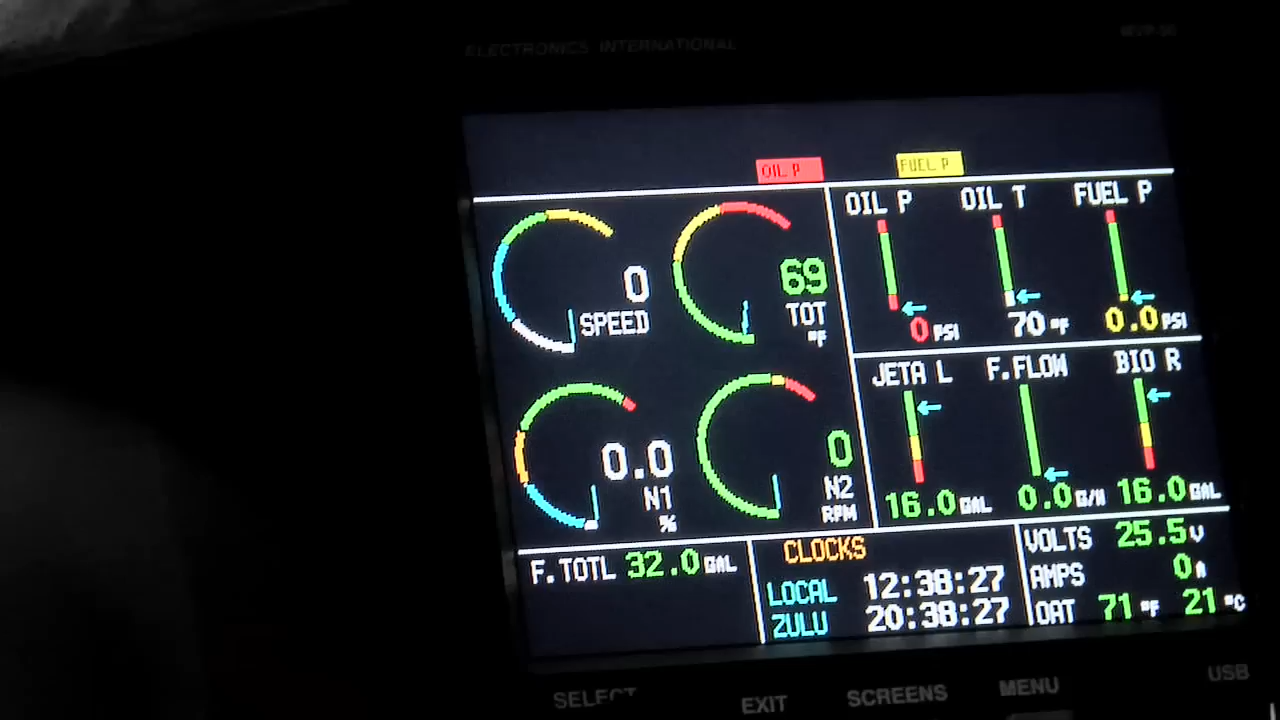 ELECTRONICS INTERNATIONAL
MVP-50
OIL P FUEL P
OIL P OIL T FUEL P
0 SPEED
69 TOT °F
0 PSI 70 °F 0.0 PSI
JETA L F.FLOW BIO R
0.0 N1 %
0 N2 RPM
16.0 GAL 0.0 G/H 16.0 GAL
F.TOTL 32.0 GAL
CLOCKS
LOCAL 12:38:27
ZULU 20:38:27
VOLTS 25.5 V
AMPS 0 A
OAT 71 °F 21 °C
SELECT EXIT SCREENS MENU USB